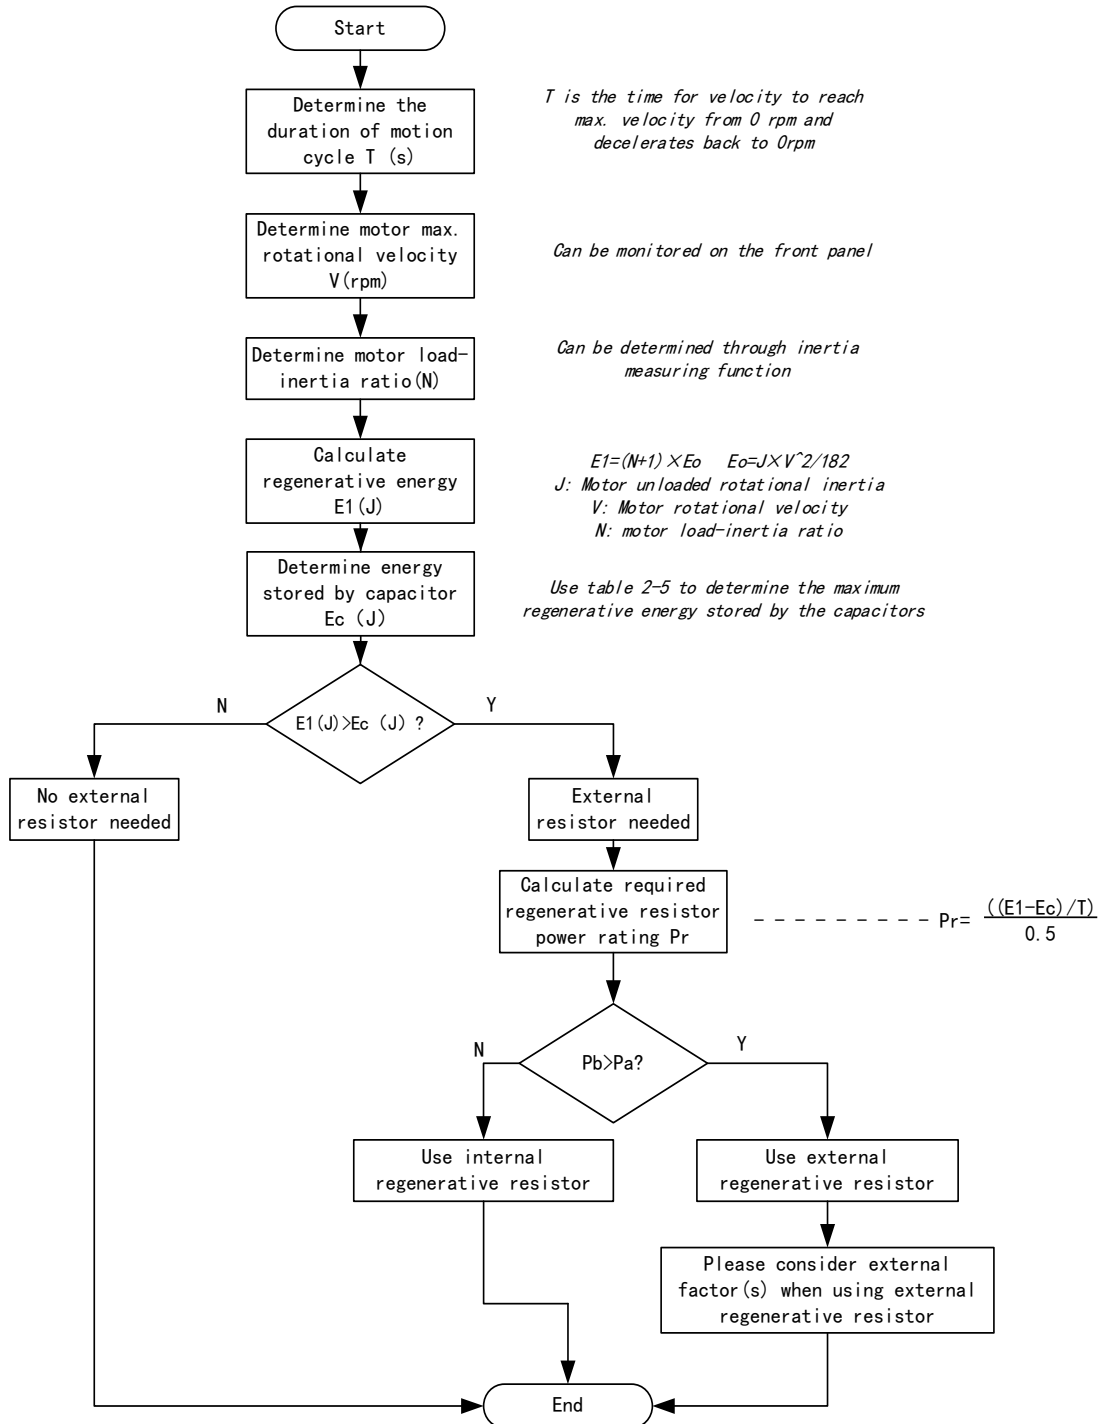 Start
Determine the
duration of motion
cycle T (s)
T is the time for velocity to reach
max. velocity from 0 rpm and
decelerates back to 0rpm
Determine motor max.
rotational velocity
V(rpm)
Can be monitored on the front panel
Determine motor load-
inertia ratio(N)
Can be determined through inertia
measuring function
Calculate
regenerative energy
E1(J)
E1=(N+1)×Eo Eo=J×V^2/182
J: Motor unloaded rotational inertia
V: Motor rotational velocity
N: motor load-inertia ratio
Determine energy
stored by capacitor
Ec (J)
Use table 2-5 to determine the maximum
regenerative energy stored by the capacitors
N
Y
E1(J)>Ec (J) ?
No external
resistor needed
External
resistor needed
Calculate required
regenerative resistor
power rating Pr
Pr= ((E1-Ec)/T)
0.5
N
Y
Pb>Pa?
Use internal
regenerative resistor
Use external
regenerative resistor
Please consider external
factor(s) when using external
regenerative resistor
End